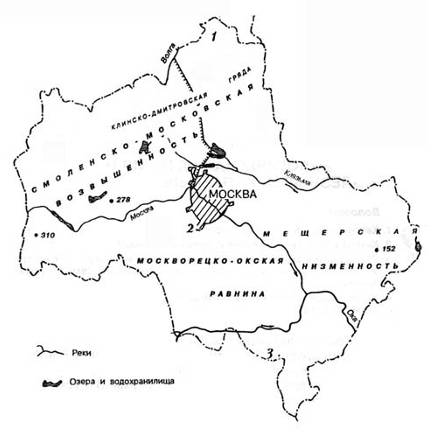 1
Волга
КЛИНСКО-ДМИТРОВСКАЯ ГРЯДА
СМОЛЕНСКО-МОСКОВСКАЯ
ВОЗВЫШЕННОСТЬ
Клязьма
278
МОСКВА
Москва
310
2
МЕЩЕРСКАЯ
152
МОСКВОРЕЦКО-ОКСКАЯ
НИЗМЕННОСТЬ
РАВНИНА
Ока
3
Реки
Озера и водохранилища